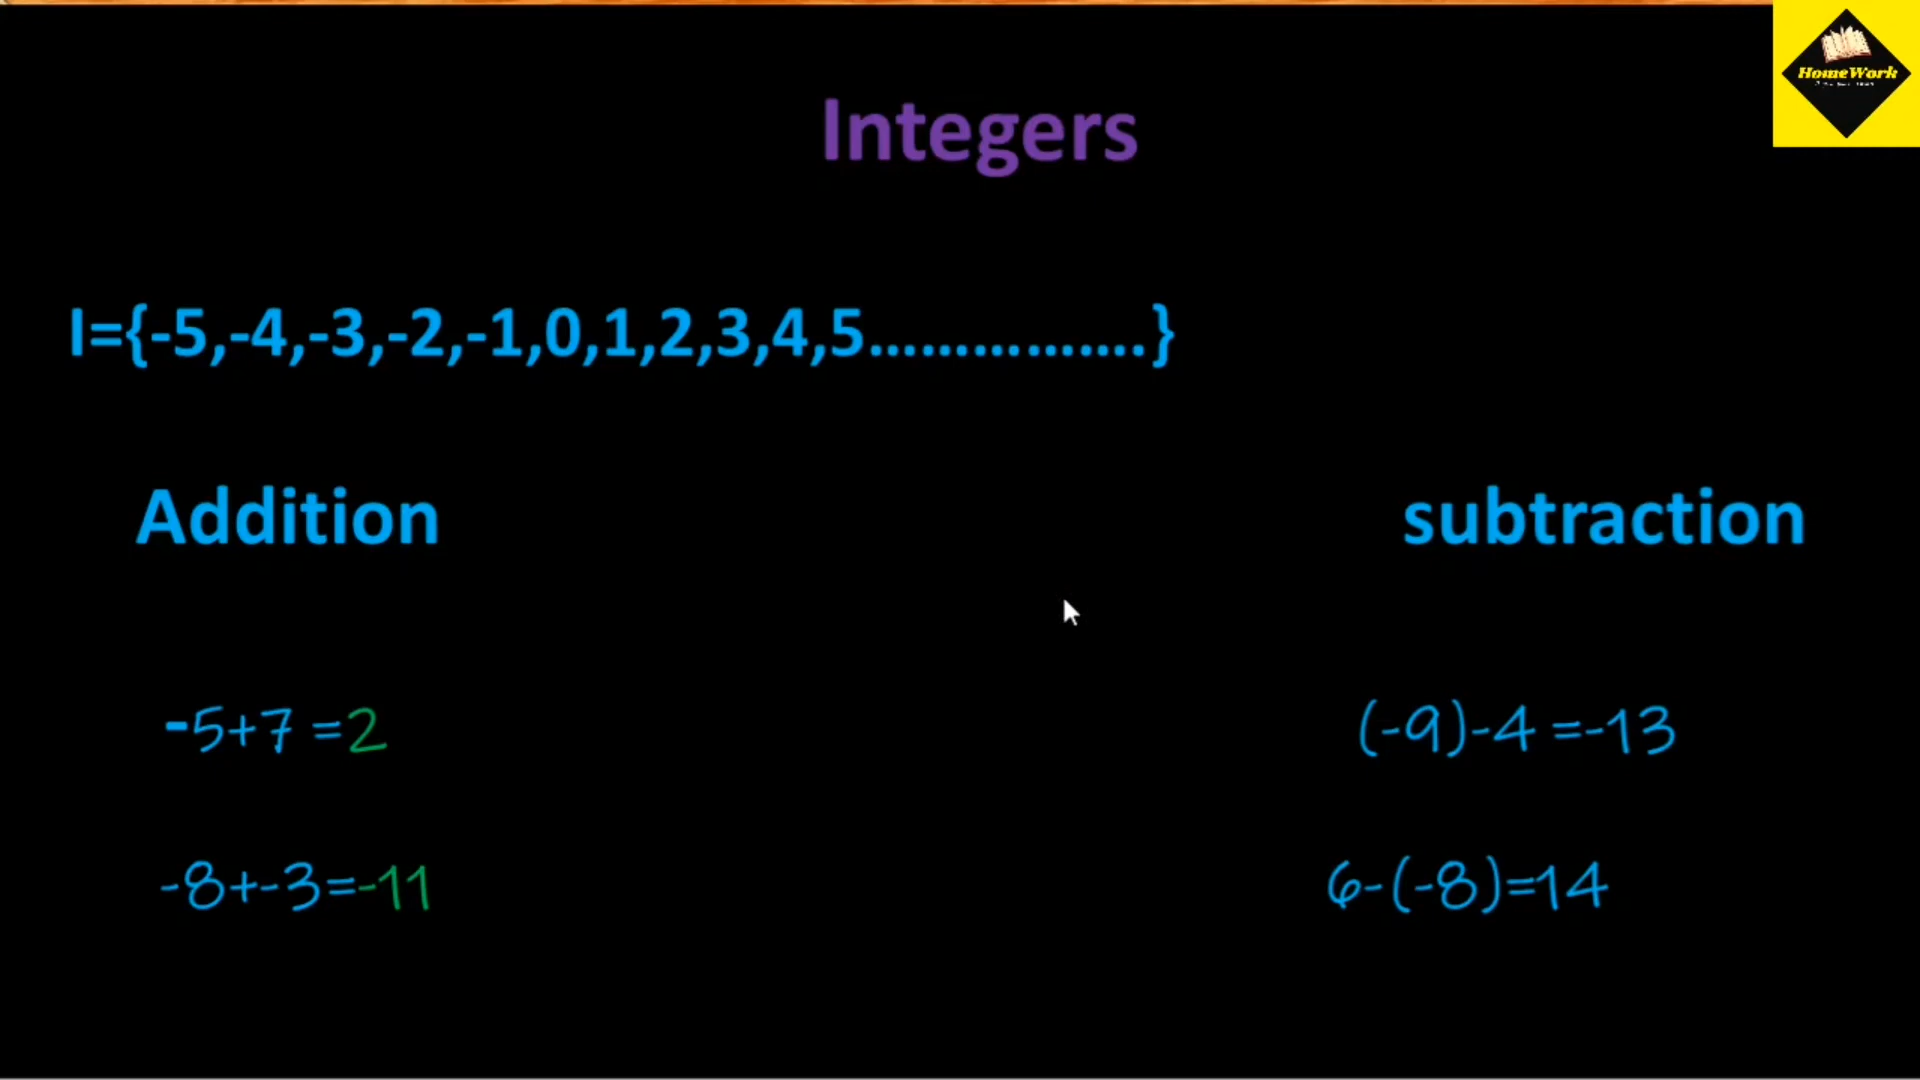 HomeWork
Integers
I={-5,-4,-3,-2,-1,0,1,2,3,4,5................}
Addition
subtraction
-5+7 =2
(-9)-4 =-13
-8+-3=-11
6-(-8)=14